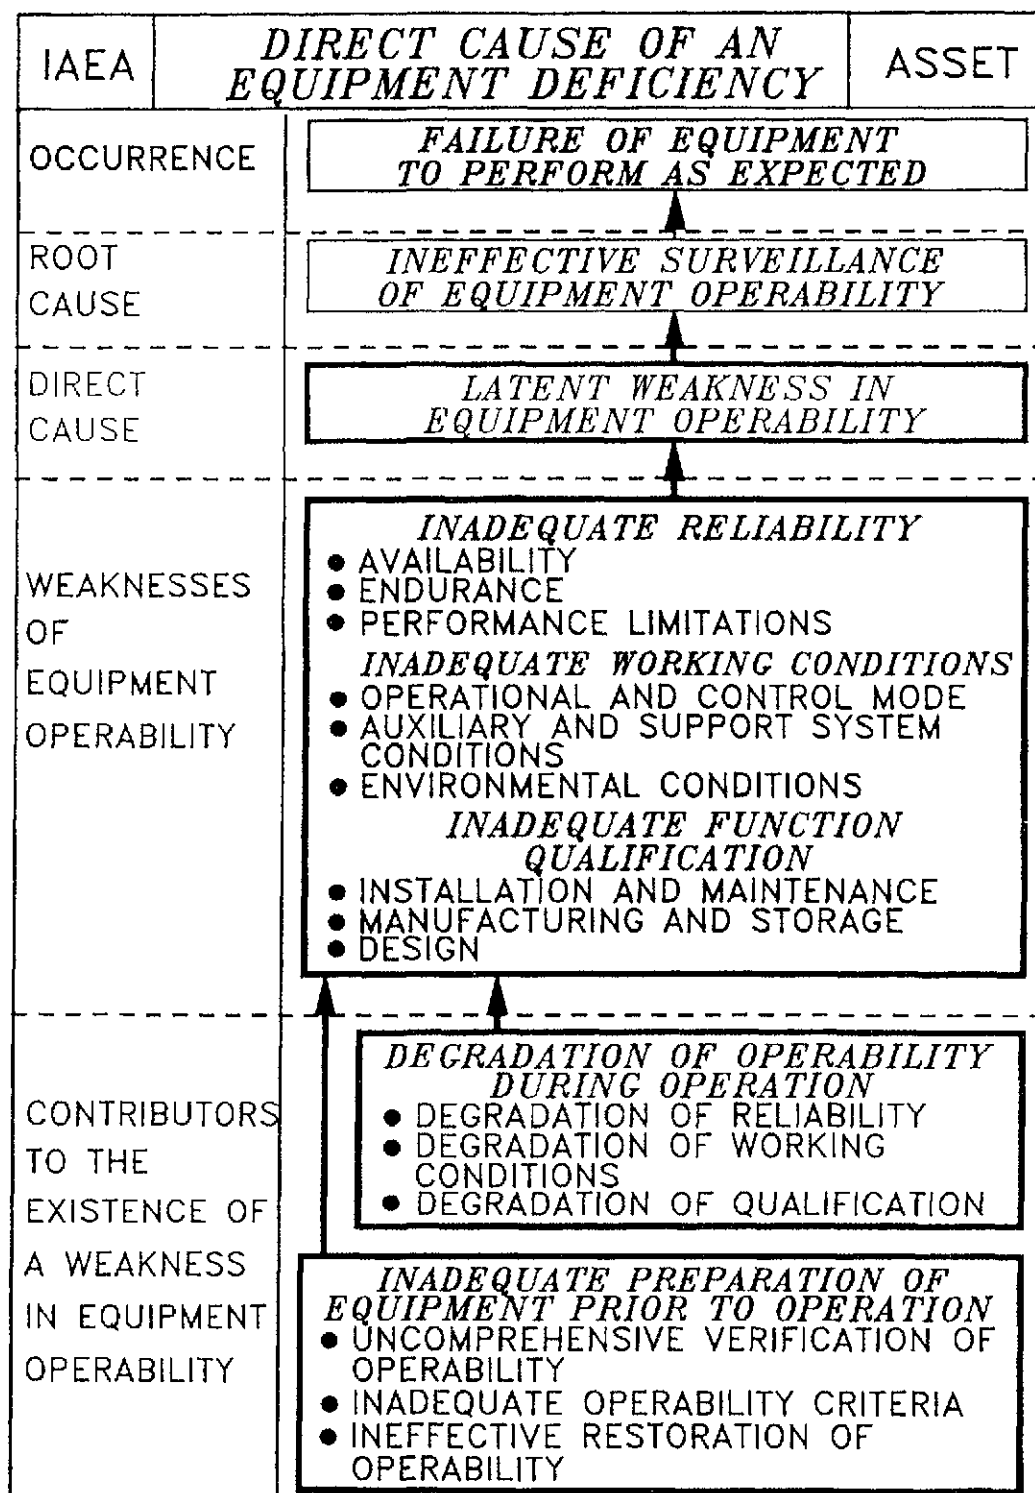 IAEA
DIRECT CAUSE OF AN
EQUIPMENT DEFICIENCY
ASSET
OCCURRENCE
FAILURE OF EQUIPMENT
TO PERFORM AS EXPECTED
ROOT
CAUSE
INEFFECTIVE SURVEILLANCE
OF EQUIPMENT OPERABILITY
DIRECT
CAUSE
LATENT WEAKNESS IN
EQUIPMENT OPERABILITY
WEAKNESSES
OF
EQUIPMENT
OPERABILITY
INADEQUATE RELIABILITY
● AVAILABILITY
● ENDURANCE
● PERFORMANCE LIMITATIONS
INADEQUATE WORKING CONDITIONS
● OPERATIONAL AND CONTROL MODE
● AUXILIARY AND SUPPORT SYSTEM
CONDITIONS
● ENVIRONMENTAL CONDITIONS
INADEQUATE FUNCTION
QUALIFICATION
● INSTALLATION AND MAINTENANCE
● MANUFACTURING AND STORAGE
● DESIGN
CONTRIBUTORS
TO THE
EXISTENCE OF
A WEAKNESS
IN EQUIPMENT
OPERABILITY
DEGRADATION OF OPERABILITY
DURING OPERATION
● DEGRADATION OF RELIABILITY
● DEGRADATION OF WORKING
CONDITIONS
● DEGRADATION OF QUALIFICATION
INADEQUATE PREPARATION OF
EQUIPMENT PRIOR TO OPERATION
● UNCOMPREHENSIVE VERIFICATION OF
OPERABILITY
● INADEQUATE OPERABILITY CRITERIA
● INEFFECTIVE RESTORATION OF
OPERABILITY